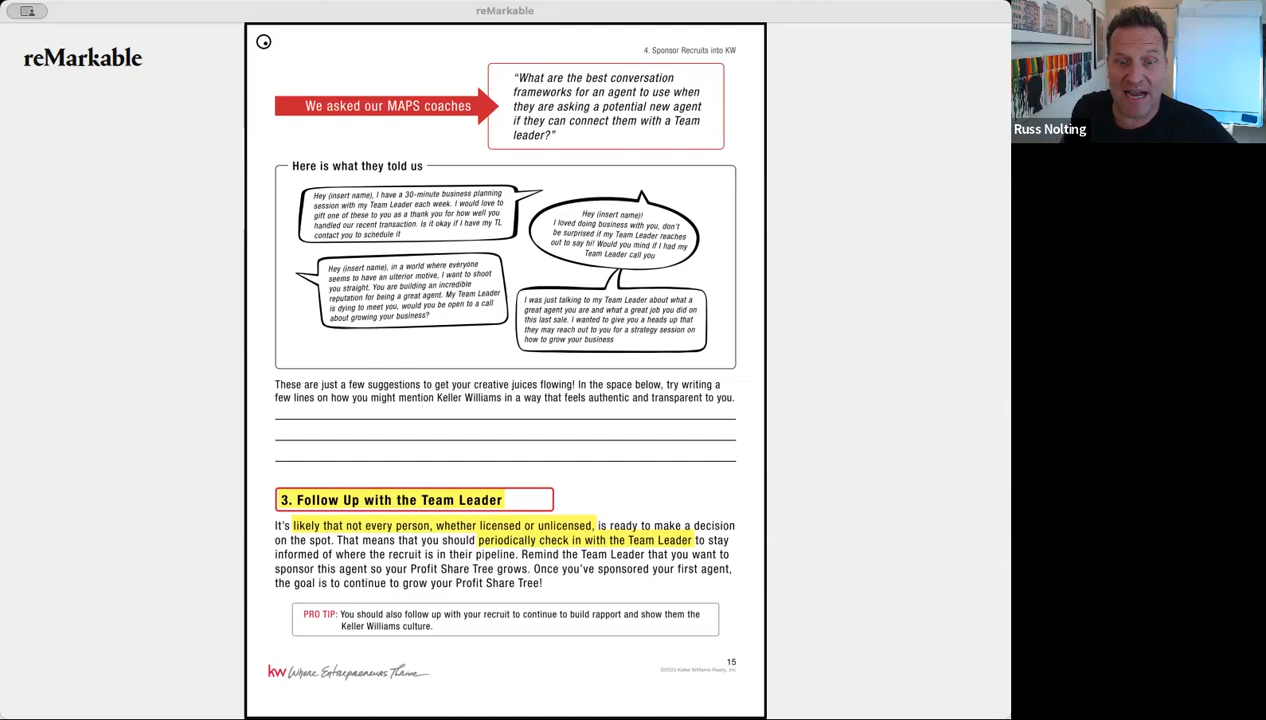 reMarkable
reMarkable
4. Sponsor Recruits into KW
We asked our MAPS coaches
“What are the best conversation
frameworks for an agent to use when
they are asking a potential new agent
if they can connect them with a Team
leader?”
Here is what they told us
Hey (insert name), I have a 30-minute business planning
session with my Team Leader each week. I would love to
gift one of these to you as a thank you for how well you
handled our recent transaction. Is it okay if I have my TL
contact you to schedule it
Hey (insert name)!
I loved doing business with you, don't
be surprised if my Team Leader reaches
out to say hi! Would you mind if I had my
Team Leader call you
Hey (insert name), in a world where everyone
seems to have an ulterior motive, I want to shoot
you straight. You are building an incredible
reputation for being a great agent. My Team Leader
is dying to meet you, would you be open to a call
about growing your business?
I was just talking to my Team Leader about what a
great agent you are and what a great job you did on
this last sale. I wanted to give you a heads up that
they may reach out to you for a strategy session on
how to grow your business
These are just a few suggestions to get your creative juices flowing! In the space below, try writing a
few lines on how you might mention Keller Williams in a way that feels authentic and transparent to you.
3. Follow Up with the Team Leader
It's likely that not every person, whether licensed or unlicensed, is ready to make a decision
on the spot. That means that you should periodically check in with the Team Leader to stay
informed of where the recruit is in their pipeline. Remind the Team Leader that you want to
sponsor this agent so your Profit Share Tree grows. Once you've sponsored your first agent,
the goal is to continue to grow your Profit Share Tree!
PRO TIP: You should also follow up with your recruit to continue to build rapport and show them the
Keller Williams culture.
kw Where Entrepreneurs Thrive
15
©2023 Keller Williams Realty, Inc
Russ Nolting